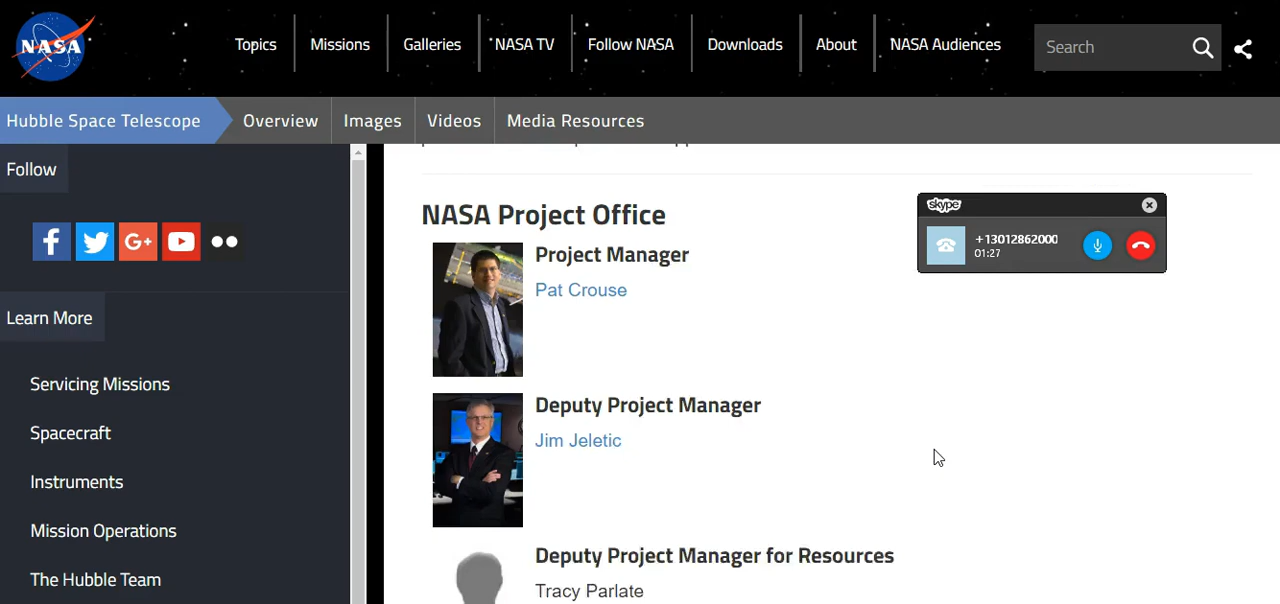 NASA
Topics
Missions
Galleries
NASA TV
Follow NASA
Downloads
About
NASA Audiences
Search
Hubble Space Telescope
Overview
Images
Videos
Media Resources
Follow
f
G+
Learn More
Servicing Missions
Spacecraft
Instruments
Mission Operations
The Hubble Team
NASA Project Office
Project Manager
Pat Crouse
Deputy Project Manager
Jim Jeletic
Deputy Project Manager for Resources
Tracy Parlate
skype
+13012862000
01:27